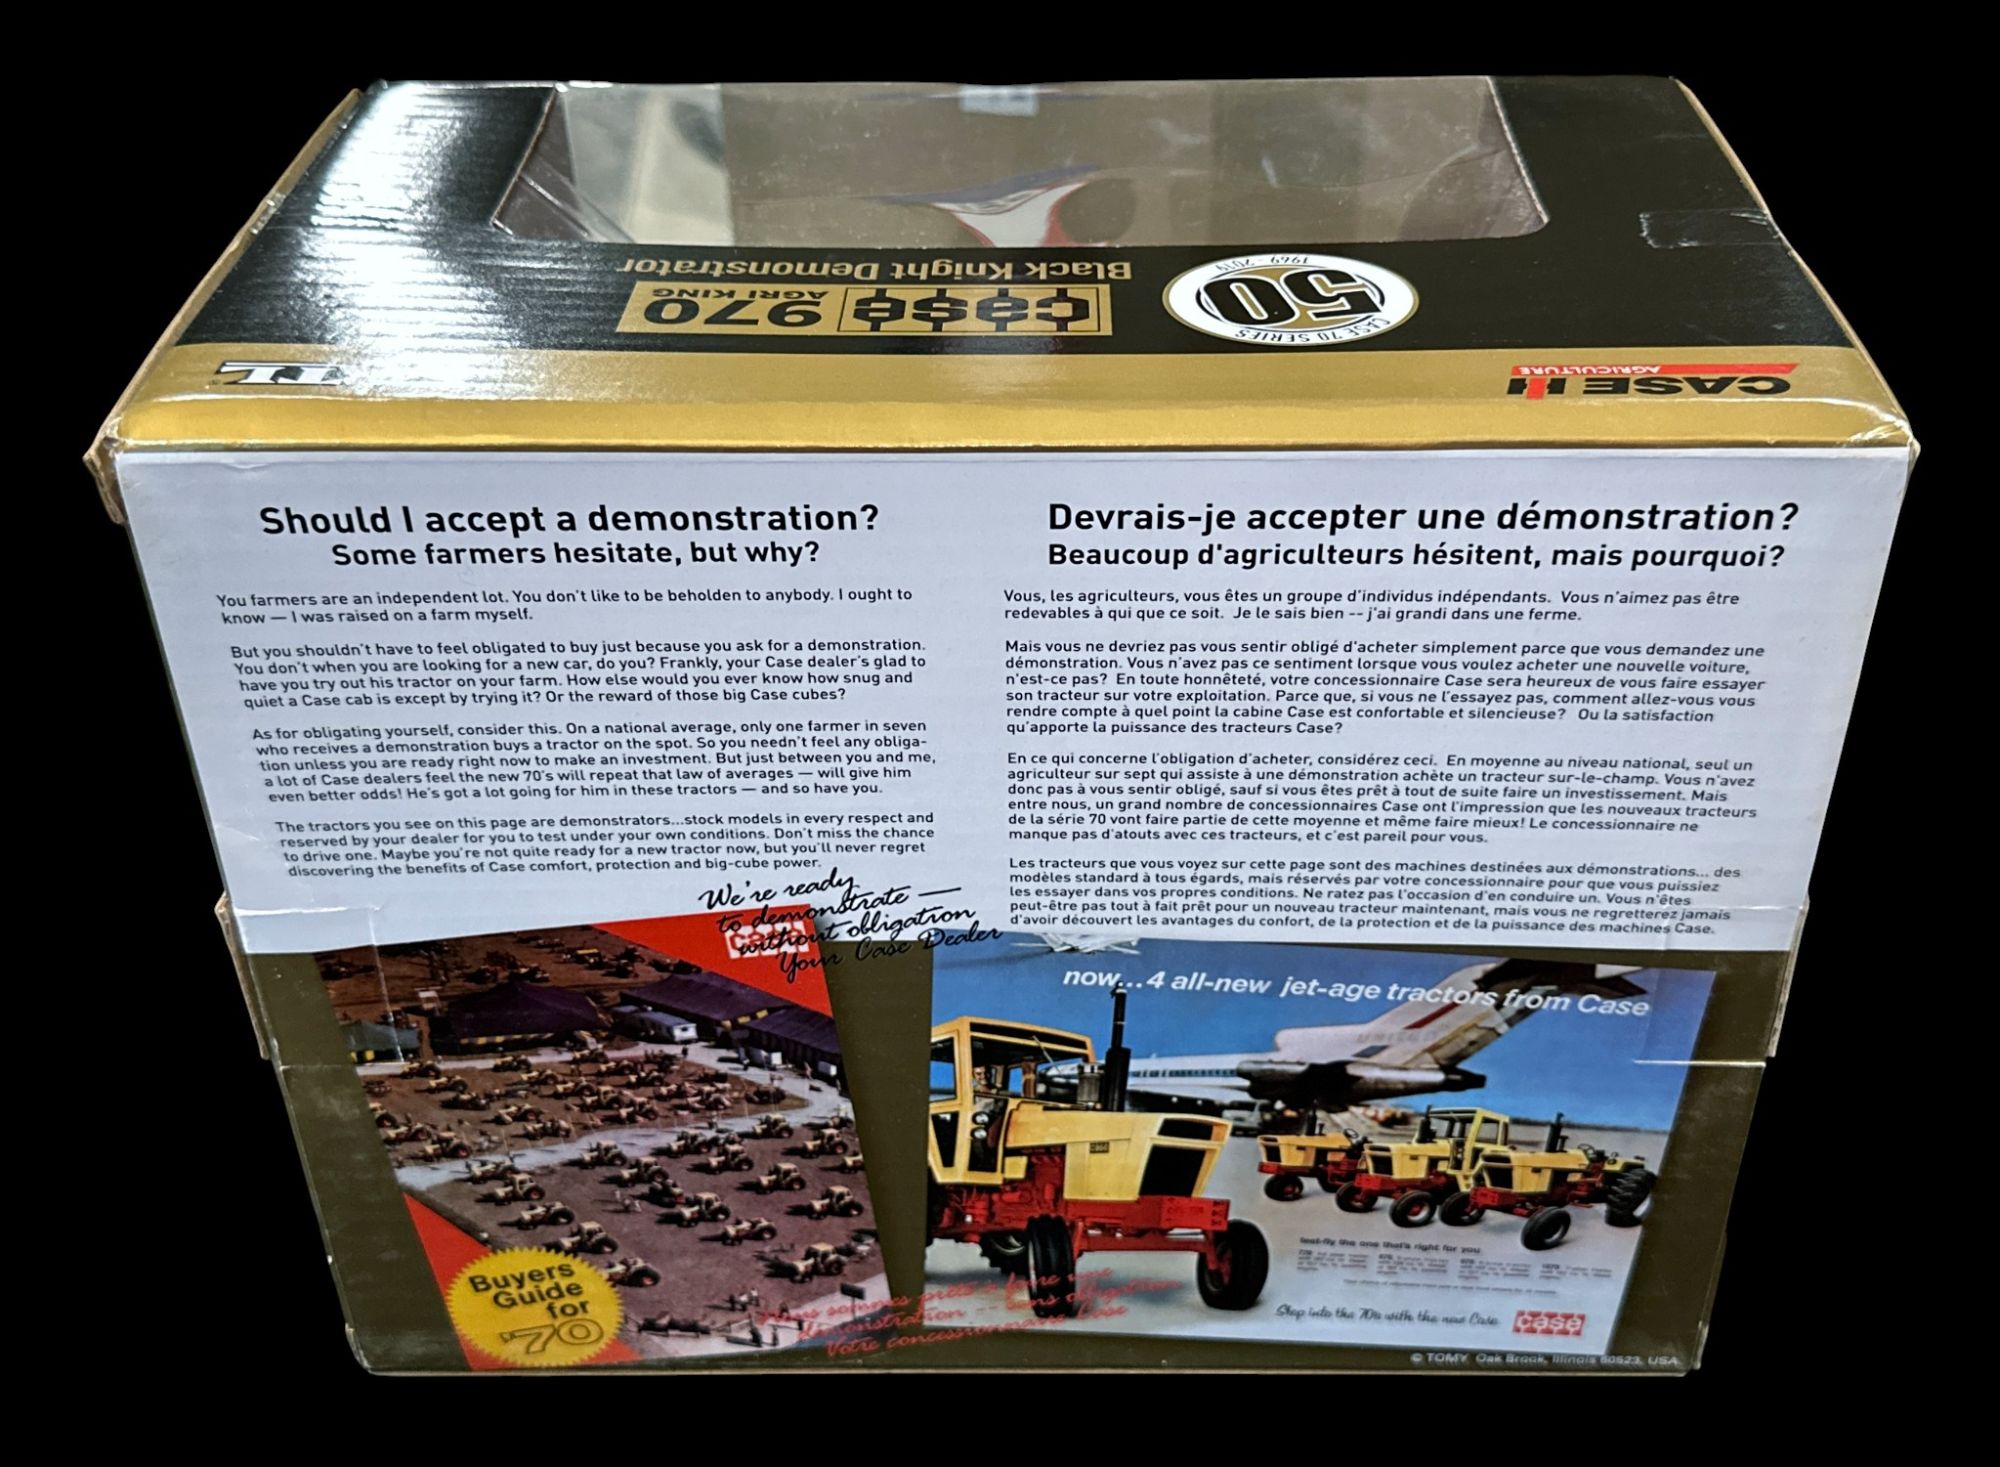 Black Knight Demonstrator
case 970
AGRI KING
1969 - 2019
50
CASE 70 SERIES
CASE IH
AGRICULTURE
Should I accept a demonstration?
Some farmers hesitate, but why?
You farmers are an independent lot. You don't like to be beholden to anybody. I ought to
know — I was raised on a farm myself.
But you shouldn't have to feel obligated to buy just because you ask for a demonstration.
You don't when you are looking for a new car, do you? Frankly, your Case dealer's glad to
have you try out his tractor on your farm. How else would you ever know how snug and
quiet a Case cab is except by trying it? Or the reward of those big Case cubes?
As for obligating yourself, consider this. On a national average, only one farmer in seven
who receives a demonstration buys a tractor on the spot. So you needn't feel any obliga-
tion unless you are ready right now to make an investment. But just between you and me,
a lot of Case dealers feel the new 70's will repeat that law of averages — will give him
even better odds! He's got a lot going for him in these tractors — and so have you.
The tractors you see on this page are demonstrators...stock models in every respect and
reserved by your dealer for you to test under your own conditions. Don't miss the chance
to drive one. Maybe you're not quite ready for a new tractor now, but you'll never regret
discovering the benefits of Case comfort, protection and big-cube power.
We're ready
to demonstrate —
without obligation
Your Case Dealer
case
Devrais-je accepter une démonstration?
Beaucoup d'agriculteurs hésitent, mais pourquoi?
Vous, les agriculteurs, vous êtes un groupe d'individus indépendants. Vous n'aimez pas être
redevables à qui que ce soit. Je le sais bien -- j'ai grandi dans une ferme.
Mais vous ne devriez pas vous sentir obligé d'acheter simplement parce que vous demandez une
démonstration. Vous n'avez pas ce sentiment lorsque vous voulez acheter une nouvelle voiture,
n'est-ce pas? En toute honnêteté, votre concessionnaire Case sera heureux de vous faire essayer
son tracteur sur votre exploitation. Parce que, si vous ne l'essayez pas, comment allez-vous vous
rendre compte à quel point la cabine Case est confortable et silencieuse? Ou la satisfaction
qu'apporte la puissance des tracteurs Case?
En ce qui concerne l'obligation d'acheter, considérez ceci. En moyenne au niveau national, seul un
agriculteur sur sept qui assiste à une démonstration achète un tracteur sur-le-champ. Vous n'avez
donc pas à vous sentir obligé, sauf si vous êtes prêt à tout de suite faire un investissement. Mais
entre nous, un grand nombre de concessionnaires Case ont l'impression que les nouveaux tracteurs
de la série 70 vont faire partie de cette moyenne et même faire mieux! Le concessionnaire ne
manque pas d'atouts avec ces tracteurs, et c'est pareil pour vous.
Les tracteurs que vous voyez sur cette page sont des machines destinées aux démonstrations... des
modèles standard à tous égards, mais réservés par votre concessionnaire pour que vous puissiez
les essayer dans vos propres conditions. Ne ratez pas l'occasion d'en conduire un. Vous n'êtes
peut-être pas tout à fait prêt pour un nouveau tracteur maintenant, mais vous ne regretterez jamais
d'avoir découvert les avantages du confort, de la protection et de la puissance des machines Case.
now...4 all-new jet-age tractors from Case
UNITED
Buyers
Guide
for
'70
Nous sommes prêts à faire une
démonstration -- sans obligation
Votre concessionnaire Case
test-fly the one that's right for you
Step into the 70s with the new Case
case
© TOMY Oak Brook, Illinois 60523, USA